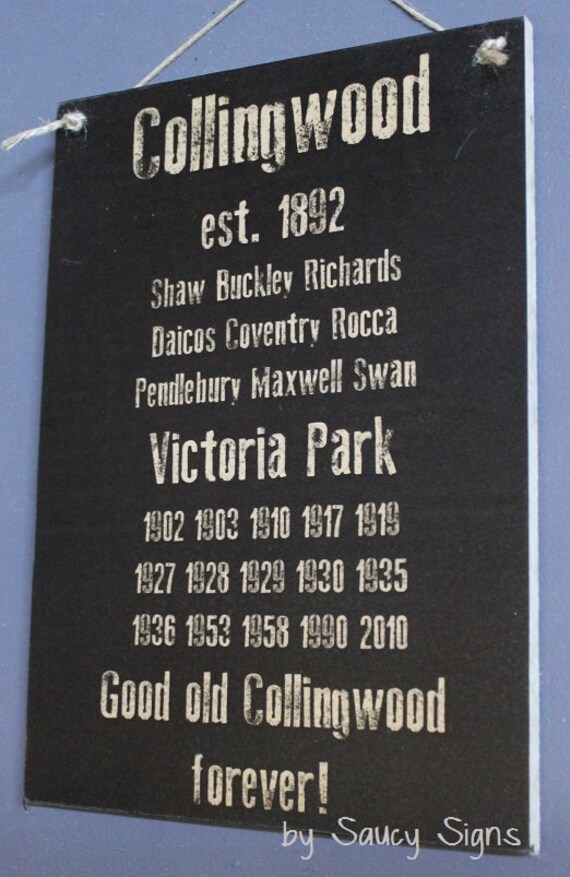 Collingwood
est. 1892
Shaw Buckley Richards
Daicos Coventry Rocca
Pendlebury Maxwell Swan
Victoria Park
1902 1903 1910 1917 1919
1927 1928 1929 1930 1935
1936 1953 1958 1990 2010
Good old Collingwood
forever!
by Saucy Signs